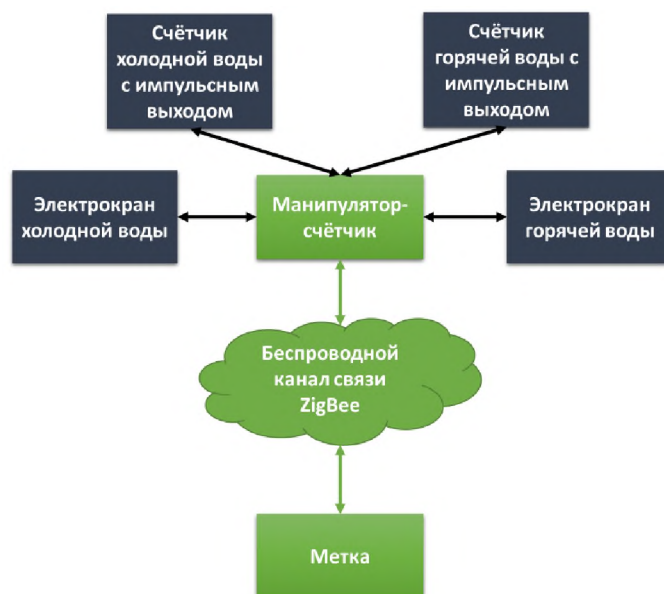 Счётчик
холодной воды
с импульсным
выходом
Счётчик
горячей воды с
импульсным
выходом
Электрокран
холодной воды
Манипулятор-
счётчик
Электрокран
горячей воды
Беспроводной
канал связи
ZigBee
Метка